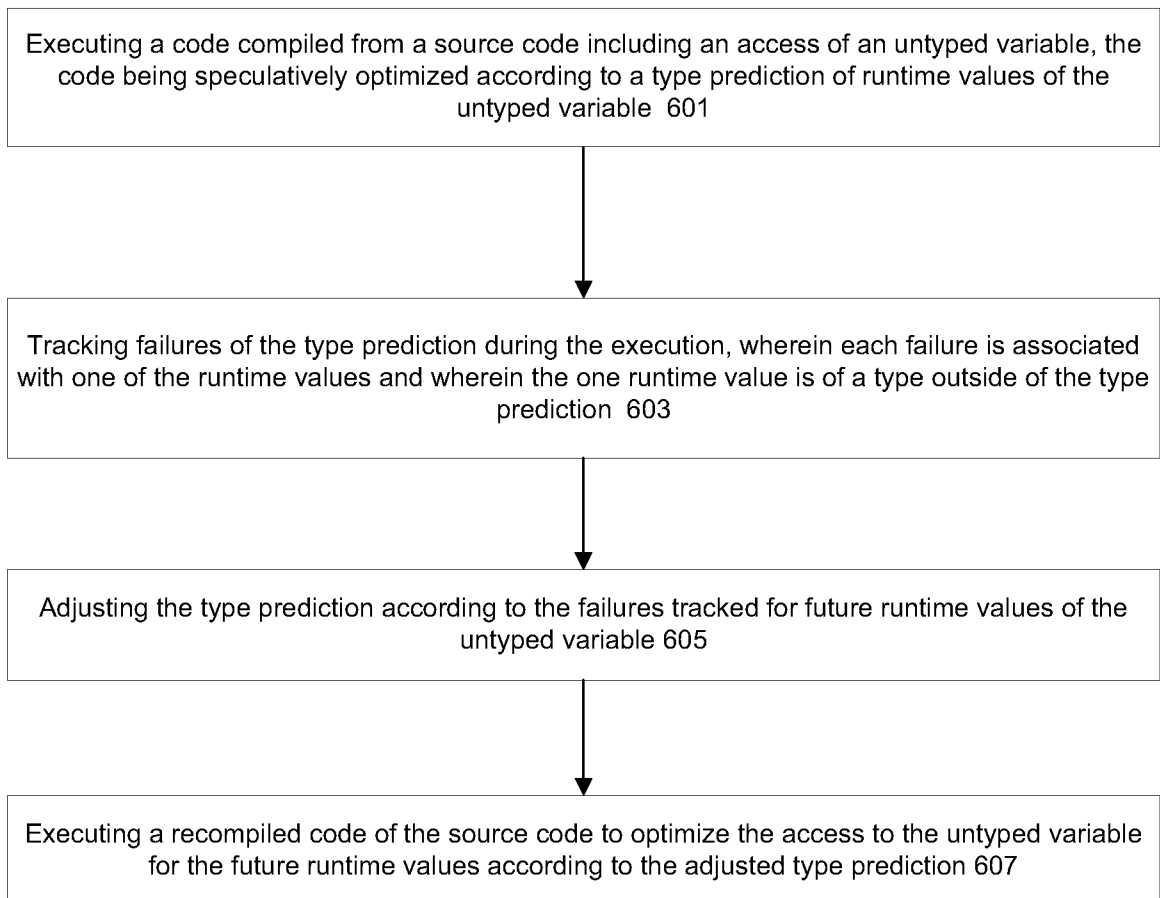 Executing a code compiled from a source code including an access of an untyped variable, the
code being speculatively optimized according to a type prediction of runtime values of the
untyped variable 601
Tracking failures of the type prediction during the execution, wherein each failure is associated
with one of the runtime values and wherein the one runtime value is of a type outside of the type
prediction 603
Adjusting the type prediction according to the failures tracked for future runtime values of the
untyped variable 605
Executing a recompiled code of the source code to optimize the access to the untyped variable
for the future runtime values according to the adjusted type prediction 607